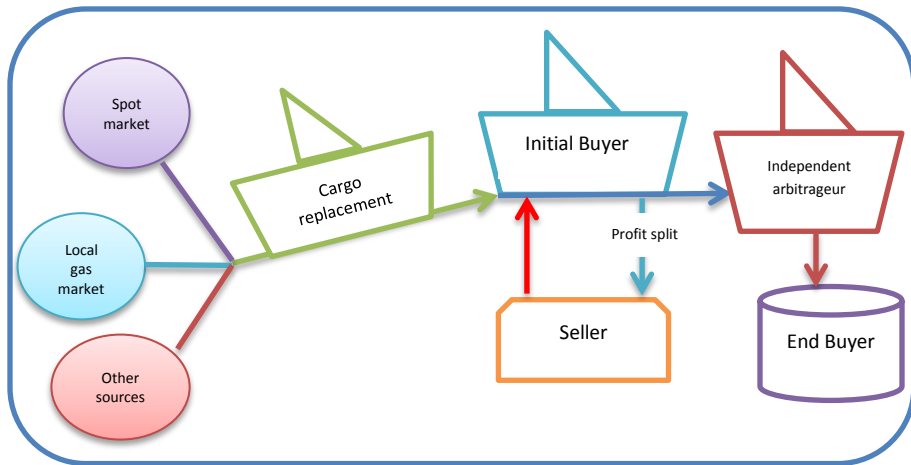 Spot
market
Local
gas
market
Other
sources
Cargo
replacement
Initial Buyer
Profit split
Seller
Independent
arbitrageur
End Buyer